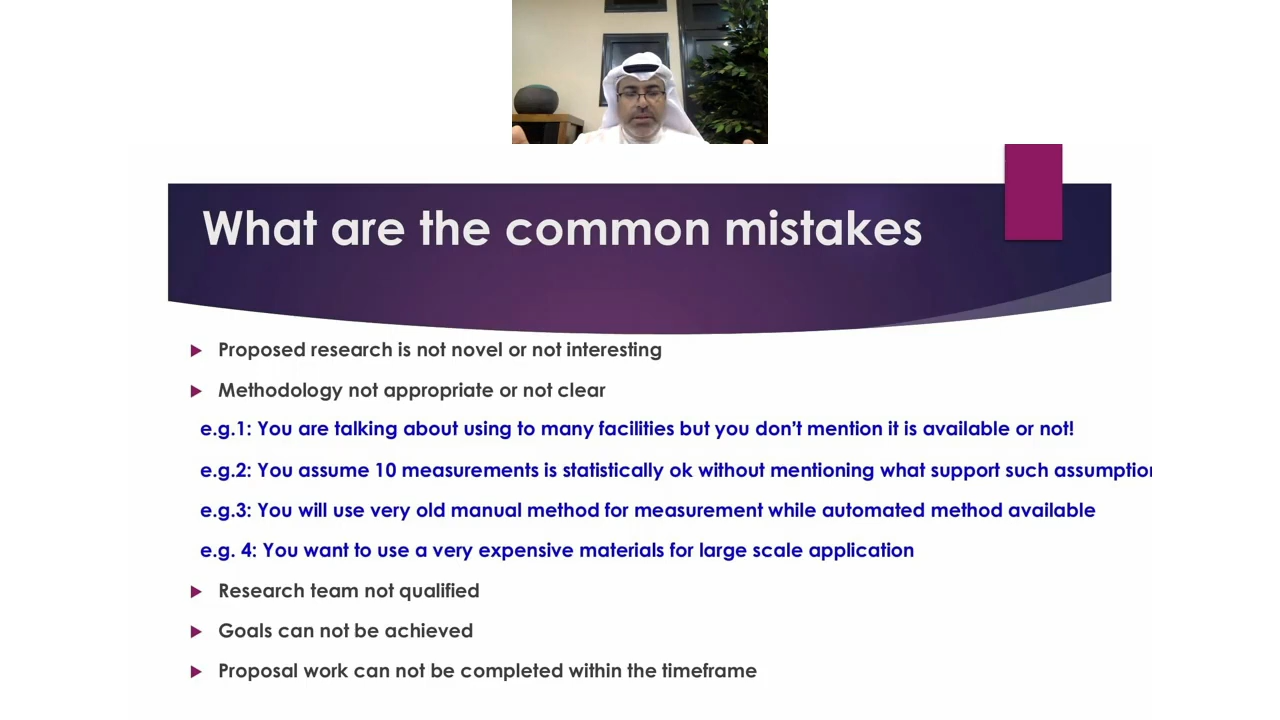 What are the common mistakes
Proposed research is not novel or not interesting
Methodology not appropriate or not clear
e.g.1: You are talking about using to many facilities but you don't mention it is available or not!
e.g.2: You assume 10 measurements is statistically ok without mentioning what support such assumption
e.g.3: You will use very old manual method for measurement while automated method available
e.g. 4: You want to use a very expensive materials for large scale application
Research team not qualified
Goals can not be achieved
Proposal work can not be completed within the timeframe